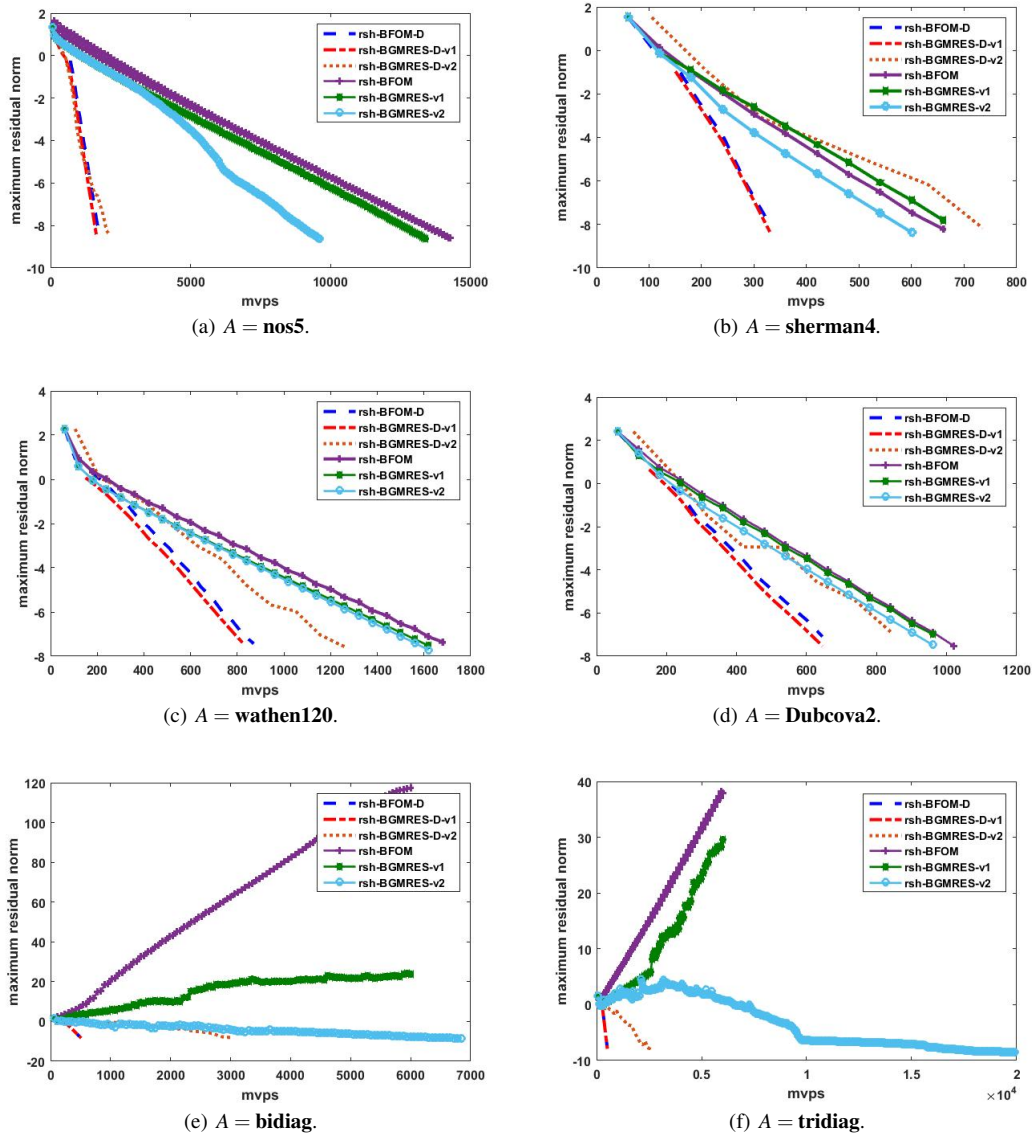 maximum residual norm
2
0
-2
-4
-6
-8
-10
0
5000
10000
15000
mvps
rsh-BFOM-D
rsh-BGMRES-D-v1
rsh-BGMRES-D-v2
rsh-BFOM
rsh-BGMRES-v1
rsh-BGMRES-v2
(a) A = nos5.
maximum residual norm
2
0
-2
-4
-6
-8
-10
0 100 200 300 400 500 600 700 800
mvps
rsh-BFOM-D
rsh-BGMRES-D-v1
rsh-BGMRES-D-v2
rsh-BFOM
rsh-BGMRES-v1
rsh-BGMRES-v2
(b) A = sherman4.
maximum residual norm
4
2
0
-2
-4
-6
-8
0 200 400 600 800 1000 1200 1400 1600 1800
mvps
rsh-BFOM-D
rsh-BGMRES-D-v1
rsh-BGMRES-D-v2
rsh-BFOM
rsh-BGMRES-v1
rsh-BGMRES-v2
(c) A = wathen120.
maximum residual norm
4
2
0
-2
-4
-6
-8
0 200 400 600 800 1000 1200
mvps
rsh-BFOM-D
rsh-BGMRES-D-v1
rsh-BGMRES-D-v2
rsh-BFOM
rsh-BGMRES-v1
rsh-BGMRES-v2
(d) A = Dubcova2.
maximum residual norm
120
100
80
60
40
20
0
-20
0 1000 2000 3000 4000 5000 6000 7000
mvps
rsh-BFOM-D
rsh-BGMRES-D-v1
rsh-BGMRES-D-v2
rsh-BFOM
rsh-BGMRES-v1
rsh-BGMRES-v2
(e) A = bidiag.
maximum residual norm
40
30
20
10
0
-10
0 0.5 1 1.5 2
mvps
×10⁴
rsh-BFOM-D
rsh-BGMRES-D-v1
rsh-BGMRES-D-v2
rsh-BFOM
rsh-BGMRES-v1
rsh-BGMRES-v2
(f) A = tridiag.